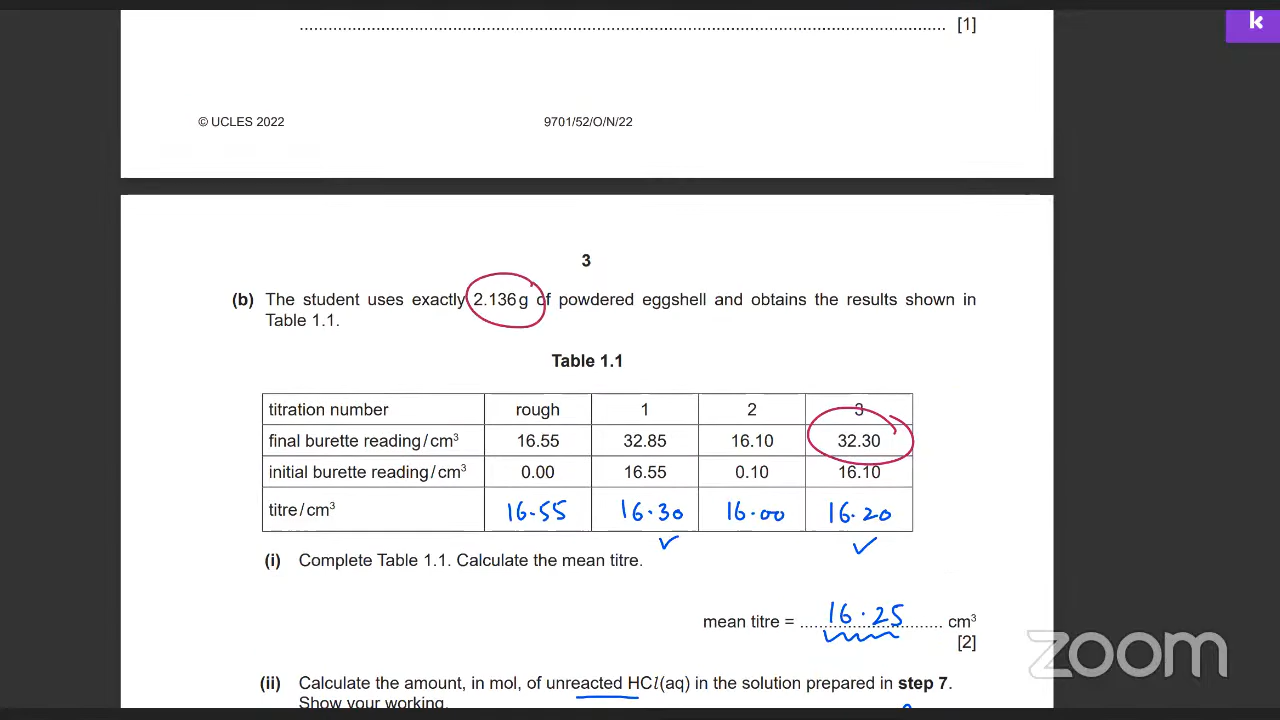 ................................................................................................................................................ [1]
k
© UCLES 2022 9701/52/O/N/22
3
(b) The student uses exactly 2.136 g of powdered eggshell and obtains the results shown in
Table 1.1.
Table 1.1
titration number rough 1 2 3
final burette reading / cm³ 16.55 32.85 16.10 32.30
initial burette reading / cm³ 0.00 16.55 0.10 16.10
titre / cm³ 16.55 16.30 16.00 16.20
(i) Complete Table 1.1. Calculate the mean titre.
mean titre = 16.25 cm³
[2]
zoom
(ii) Calculate the amount, in mol, of unreacted HCl(aq) in the solution prepared in step 7.
Show your working.